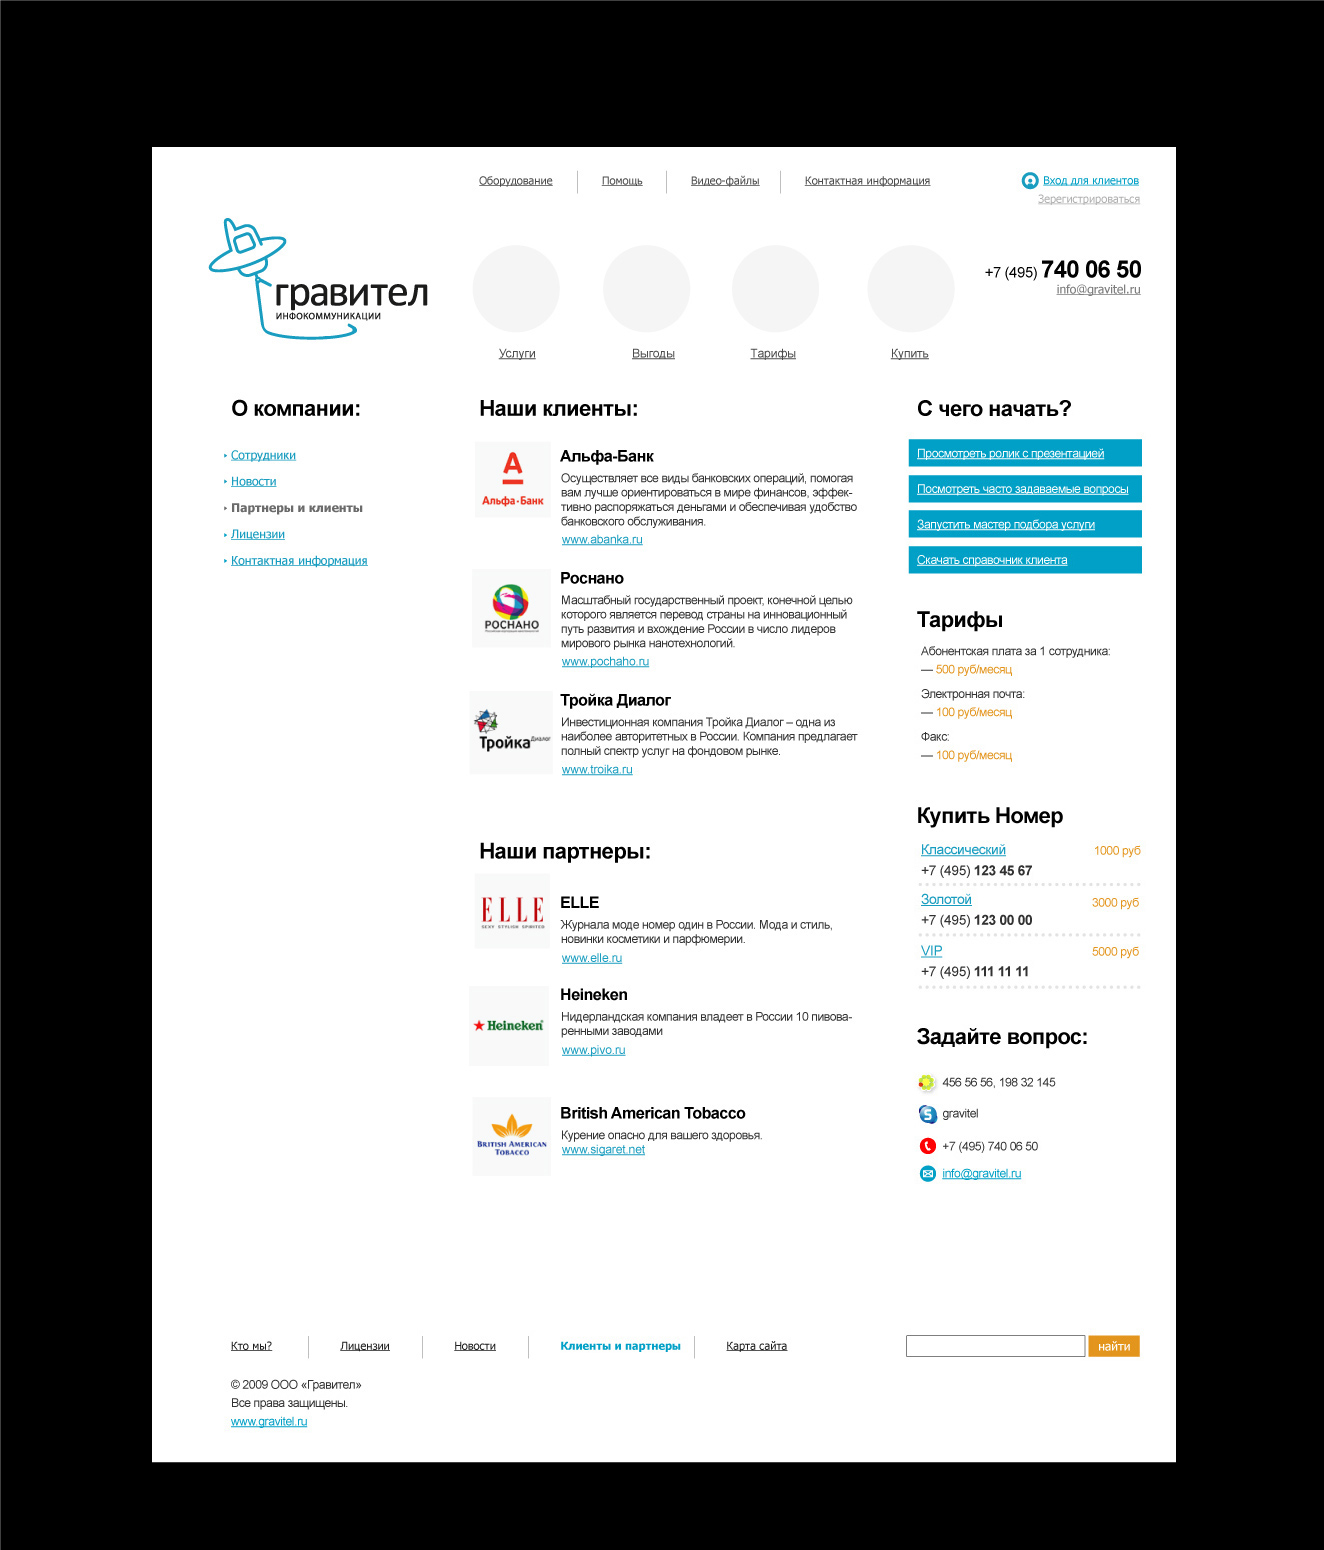 Оборудование
Помощь
Видео-файлы
Контактная информация
Вход для клиентов
Зерегистрироваться
гравител
ИНФОКОММУНИКАЦИИ
+7 (495) 740 06 50
info@gravitel.ru
Услуги
Выгоды
Тарифы
Купить
О компании:
Сотрудники
Новости
Партнеры и клиенты
Лицензии
Контактная информация
Наши клиенты:
Альфа·Банк
Альфа-Банк
Осуществляет все виды банковских операций, помогая
вам лучше ориентироваться в мире финансов, эффек-
тивно распоряжаться деньгами и обеспечивая удобство
банковского обслуживания.
www.abanka.ru
РОСНАНО
Роснано
Масштабный государственный проект, конечной целью
которого является перевод страны на инновационный
путь развития и вхождение России в число лидеров
мирового рынка нанотехнологий.
www.pochaho.ru
Тройка Диалог
Тройка Диалог
Инвестиционная компания Тройка Диалог – одна из
наиболее авторитетных в России. Компания предлагает
полный спектр услуг на фондовом рынке.
www.troika.ru
Наши партнеры:
ELLE
SEXY STYLISH SPIRITED
ELLE
Журнала моде номер один в России. Мода и стиль,
новинки косметики и парфюмерии.
www.elle.ru
Heineken
Heineken
Нидерландская компания владеет в России 10 пивова-
ренными заводами
www.pivo.ru
BRITISH AMERICAN
TOBACCO
British American Tobacco
Курение опасно для вашего здоровья.
www.sigaret.net
С чего начать?
Просмотреть ролик с презентацией
Посмотреть часто задаваемые вопросы
Запустить мастер подбора услуги
Скачать справочник клиента
Тарифы
Абонентская плата за 1 сотрудника:
— 500 руб/месяц
Электронная почта:
— 100 руб/месяц
Факс:
— 100 руб/месяц
Купить Номер
Классический 1000 руб
+7 (495) 123 45 67
Золотой 3000 руб
+7 (495) 123 00 00
VIP 5000 руб
+7 (495) 111 11 11
Задайте вопрос:
456 56 56, 198 32 145
gravitel
+7 (495) 740 06 50
info@gravitel.ru
Кто мы?
Лицензии
Новости
Клиенты и партнеры
Карта сайта
найти
© 2009 ООО «Гравител»
Все права защищены.
www.gravitel.ru